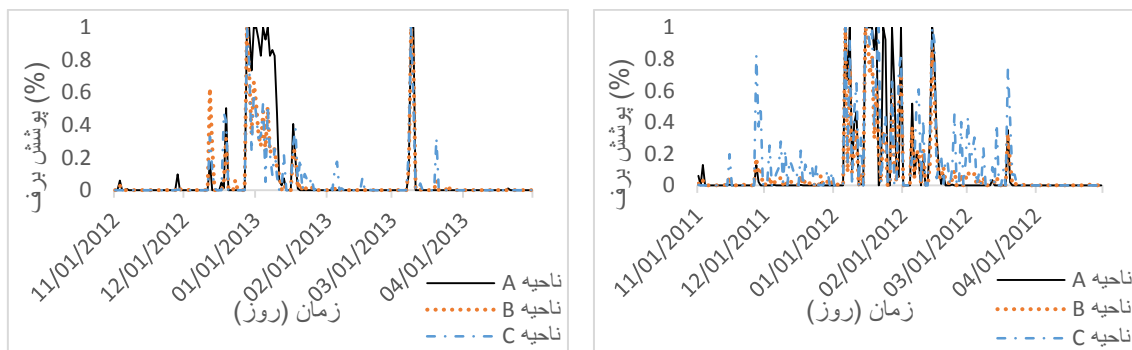 پوشش برف (%)
1
0.8
0.6
0.4
0.2
0
11/01/2012
12/01/2012
01/01/2013
02/01/2013
03/01/2013
04/01/2013
زمان (روز)
ناحیه A
ناحیه B
ناحیه C
پوشش برف (%)
1
0.8
0.6
0.4
0.2
0
11/01/2011
12/01/2011
01/01/2012
02/01/2012
03/01/2012
04/01/2012
زمان (روز)
ناحیه A
ناحیه B
ناحیه C